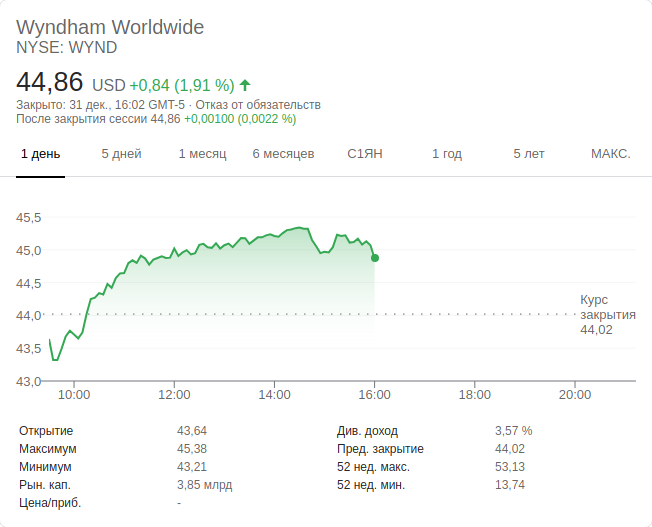 Wyndham Worldwide
NYSE: WYND
44,86 USD +0,84 (1,91 %)
Закрыто: 31 дек., 16:02 GMT-5 · Отказ от обязательств
После закрытия сессии 44,86 +0,00100 (0,0022 %)
1 день 5 дней 1 месяц 6 месяцев С1ЯН 1 год 5 лет МАКС.
45,5
45,0
44,5
44,0
43,5
43,0
Курс
закрытия
44,02
10:00 12:00 14:00 16:00 18:00 20:00
Открытие 43,64 Див. доход 3,57 %
Максимум 45,38 Пред. закрытие 44,02
Минимум 43,21 52 нед. макс. 53,13
Рын. кап. 3,85 млрд 52 нед. мин. 13,74
Цена/приб. -